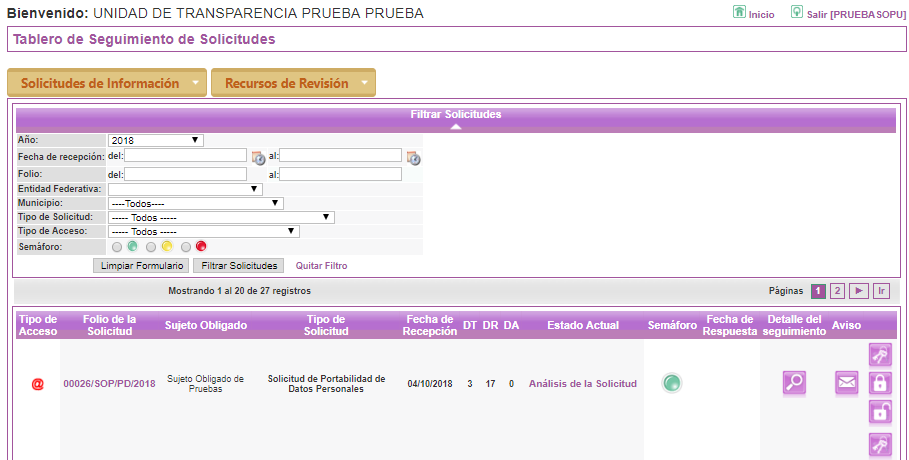 Bienvenido: UNIDAD DE TRANSPARENCIA PRUEBA PRUEBA
Inicio Salir [PRUEBASOPU]
Tablero de Seguimiento de Solicitudes
Solicitudes de Información Recursos de Revisión
Filtrar Solicitudes
Año: 2018
Fecha de recepción: del: al:
Folio: del: al:
Entidad Federativa:
Municipio: ----Todos----
Tipo de Solicitud: ----- Todos -----
Tipo de Acceso: ----- Todos -----
Semáforo:
Limpiar Formulario Filtrar Solicitudes Quitar Filtro
Mostrando 1 al 20 de 27 registros Páginas 1 2 Ir
Tipo de Acceso Folio de la Solicitud Sujeto Obligado Tipo de Solicitud Fecha de Recepción DT DR DA Estado Actual Semáforo Fecha de Respuesta Detalle del seguimiento Aviso
@ 00026/SOP/PD/2018 Sujeto Obligado de Pruebas Solicitud de Portabilidad de Datos Personales 04/10/2018 3 17 0 Análisis de la Solicitud